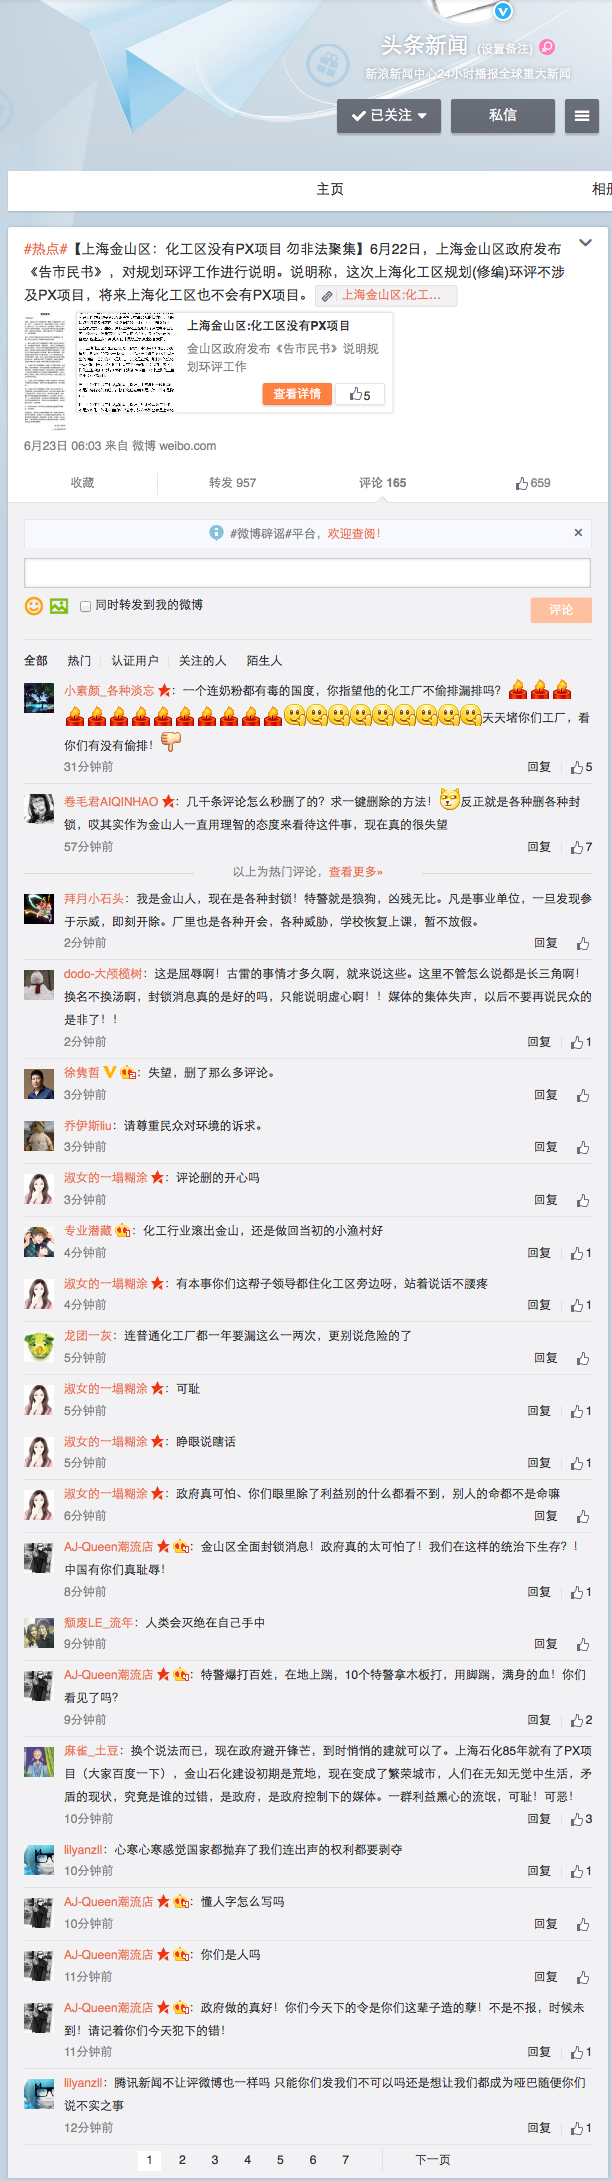 头条新闻 (设置备注)
新浪新闻中心24小时播报全球重大新闻
已关注
私信
主页
相册
#热点#【上海金山区：化工区没有PX项目 勿非法聚集】6月22日，上海金山区政府发布
《告市民书》，对规划环评工作进行说明。说明称，这次上海化工区规划(修编)环评不涉
及PX项目，将来上海化工区也不会有PX项目。 上海金山区:化工...
上海金山区:化工区没有PX项目
金山区政府发布《告市民书》说明规
划环评工作
查看详情 5
6月23日 06:03 来自 微博 weibo.com
收藏 转发 957 评论 165 659
#微博辟谣#平台，欢迎查阅！
同时转发到我的微博
评论
全部 热门 认证用户 关注的人 陌生人
小素颜_各种淡忘：一个连奶粉都有毒的国度，你指望他的化工厂不偷排漏排吗？
天天堵你们工厂，看
你们有没有偷排！
31分钟前 回复 5
卷毛君AIQINHAO：几千条评论怎么秒删了的？求一键删除的方法！反正就是各种删各种封
锁，哎其实作为金山人一直用理智的态度来看待这件事，现在真的很失望
57分钟前 回复 7
以上为热门评论，查看更多»
拜月小石头：我是金山人，现在是各种封锁！特警就是狼狗，凶残无比。凡是事业单位，一旦发现参
于示威，即刻开除。厂里也是各种开会，各种威胁，学校恢复上课，暂不放假。
2分钟前 回复
dodo-大颅榄树：这是屈辱啊！古雷的事情才多久啊，就来说这些。这里不管怎么说都是长三角啊！
换名不换汤啊，封锁消息真的是好的吗，只能说明虚心啊！！媒体的集体失声，以后不要再说民众的
是非了！！
2分钟前 回复 1
徐隽哲：失望，删了那么多评论。
3分钟前 回复
乔伊斯liu：请尊重民众对环境的诉求。
3分钟前 回复
淑女的一塌糊涂：评论删的开心吗
3分钟前 回复
专业潜藏：化工行业滚出金山，还是做回当初的小渔村好
4分钟前 回复 1
淑女的一塌糊涂：有本事你们这帮子领导都住化工区旁边呀，站着说话不腰疼
4分钟前 回复 1
龙团一灰：连普通化工厂都一年要漏这么一两次，更别说危险的了
5分钟前 回复
淑女的一塌糊涂：可耻
5分钟前 回复 1
淑女的一塌糊涂：睁眼说瞎话
5分钟前 回复 1
淑女的一塌糊涂：政府真可怕、你们眼里除了利益别的什么都看不到，别人的命都不是命嘛
6分钟前 回复
AJ-Queen潮流店：金山区全面封锁消息！政府真的太可怕了！我们在这样的统治下生存？！
中国有你们真耻辱！
8分钟前 回复 1
颓废LE_流年：人类会灭绝在自己手中
9分钟前 回复
AJ-Queen潮流店：特警爆打百姓，在地上踹，10个特警拿木板打，用脚踹，满身的血！你们
看见了吗？
9分钟前 回复 2
麻雀_土豆：换个说法而已，现在政府避开锋芒，到时悄悄的建就可以了。上海石化85年就有了PX项
目（大家百度一下），金山石化建设初期是荒地，现在变成了繁荣城市，人们在无知无觉中生活，矛
盾的现状，究竟是谁的过错，是政府，是政府控制下的媒体。一群利益熏心的流氓，可耻！可恶！
10分钟前 回复 3
lilyanzll：心寒心寒感觉国家都抛弃了我们连出声的权利都要剥夺
10分钟前 回复 1
AJ-Queen潮流店：懂人字怎么写吗
10分钟前 回复
AJ-Queen潮流店：你们是人吗
11分钟前 回复
AJ-Queen潮流店：政府做的真好！你们今天下的令是你们这辈子造的孽！不是不报，时候未
到！请记着你们今天犯下的错！
11分钟前 回复 1
lilyanzll：腾讯新闻不让评微博也一样吗 只能你们发我们不可以吗还是想让我们都成为哑巴随便你们
说不实之事
12分钟前 回复 1
1 2 3 4 5 6 7 下一页